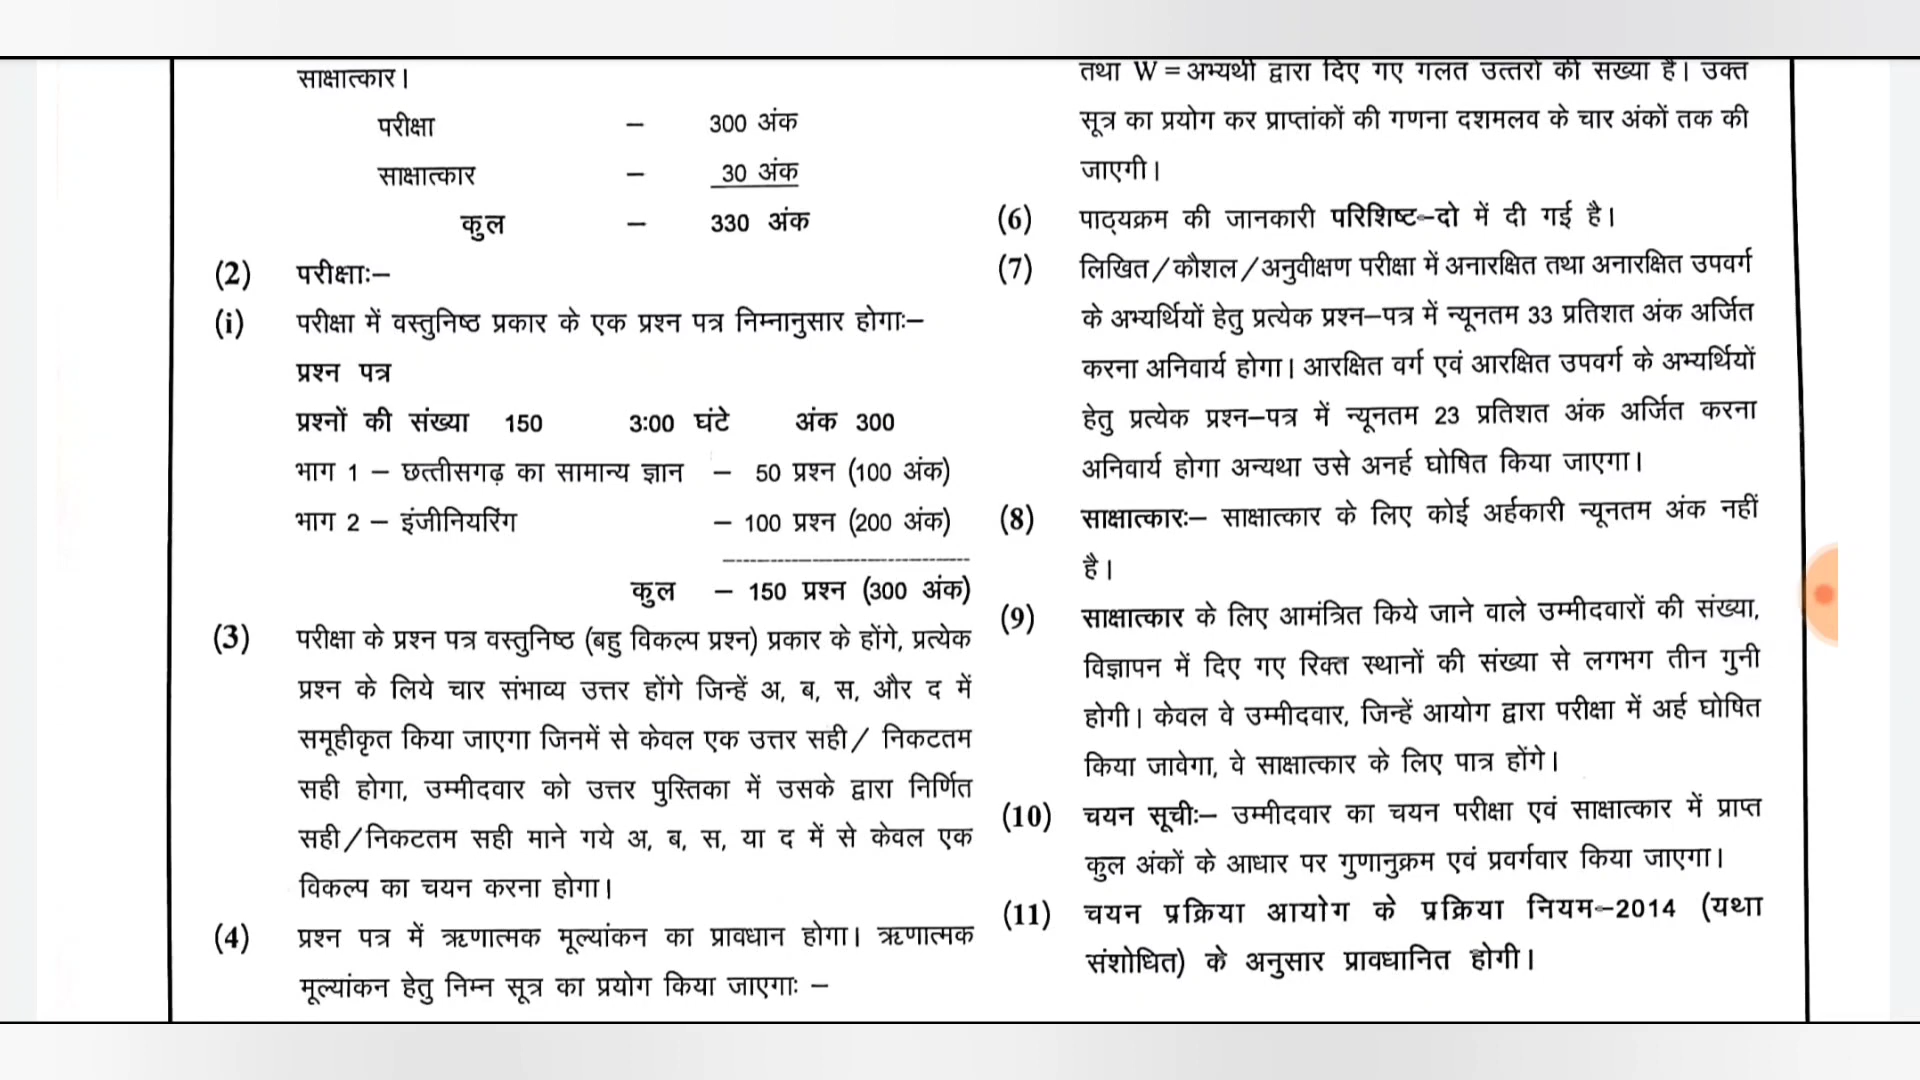 साक्षात्कार।
परीक्षा – 300 अंक
साक्षात्कार – 30 अंक
कुल – 330 अंक
(2) परीक्षाः–
(i) परीक्षा में वस्तुनिष्ठ प्रकार के एक प्रश्न पत्र निम्नानुसार होगाः–
प्रश्न पत्र
प्रश्नों की संख्या 150 3:00 घंटे अंक 300
भाग 1 – छत्तीसगढ़ का सामान्य ज्ञान – 50 प्रश्न (100 अंक)
भाग 2 – इंजीनियरिंग – 100 प्रश्न (200 अंक)
कुल – 150 प्रश्न (300 अंक)
(3) परीक्षा के प्रश्न पत्र वस्तुनिष्ठ (बहु विकल्प प्रश्न) प्रकार के होंगे, प्रत्येक
प्रश्न के लिये चार संभाव्य उत्तर होंगे जिन्हें अ, ब, स, और द में
समूहीकृत किया जाएगा जिनमें से केवल एक उत्तर सही/ निकटतम
सही होगा, उम्मीदवार को उत्तर पुस्तिका में उसके द्वारा निर्णित
सही/निकटतम सही माने गये अ, ब, स, या द में से केवल एक
विकल्प का चयन करना होगा।
(4) प्रश्न पत्र में ऋणात्मक मूल्यांकन का प्रावधान होगा। ऋणात्मक
मूल्यांकन हेतु निम्न सूत्र का प्रयोग किया जाएगाः –
तथा W = अभ्यर्थी द्वारा दिए गए गलत उत्तरों की संख्या है। उक्त
सूत्र का प्रयोग कर प्राप्तांकों की गणना दशमलव के चार अंकों तक की
जाएगी।
(6) पाठ्यक्रम की जानकारी परिशिष्ट–दो में दी गई है।
(7) लिखित/कौशल/अनुवीक्षण परीक्षा में अनारक्षित तथा अनारक्षित उपवर्ग
के अभ्यर्थियों हेतु प्रत्येक प्रश्न–पत्र में न्यूनतम 33 प्रतिशत अंक अर्जित
करना अनिवार्य होगा। आरक्षित वर्ग एवं आरक्षित उपवर्ग के अभ्यर्थियों
हेतु प्रत्येक प्रश्न–पत्र में न्यूनतम 23 प्रतिशत अंक अर्जित करना
अनिवार्य होगा अन्यथा उसे अनर्ह घोषित किया जाएगा।
(8) साक्षात्कारः– साक्षात्कार के लिए कोई अर्हकारी न्यूनतम अंक नहीं
है।
(9) साक्षात्कार के लिए आमंत्रित किये जाने वाले उम्मीदवारों की संख्या,
विज्ञापन में दिए गए रिक्त स्थानों की संख्या से लगभग तीन गुनी
होगी। केवल वे उम्मीदवार, जिन्हें आयोग द्वारा परीक्षा में अर्ह घोषित
किया जावेगा, वे साक्षात्कार के लिए पात्र होंगे।
(10) चयन सूचीः– उम्मीदवार का चयन परीक्षा एवं साक्षात्कार में प्राप्त
कुल अंकों के आधार पर गुणानुक्रम एवं प्रवर्गवार किया जाएगा।
(11) चयन प्रक्रिया आयोग के प्रक्रिया नियम–2014 (यथा
संशोधित) के अनुसार प्रावधानित होगी।